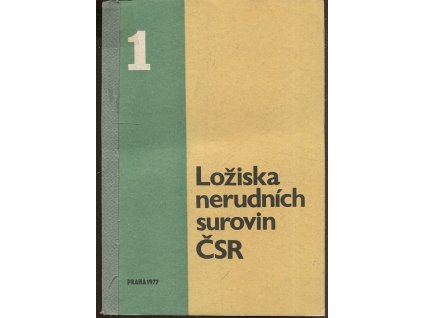 1
Ložiska
nerudních
surovin
ČSR
PRAHA 1977